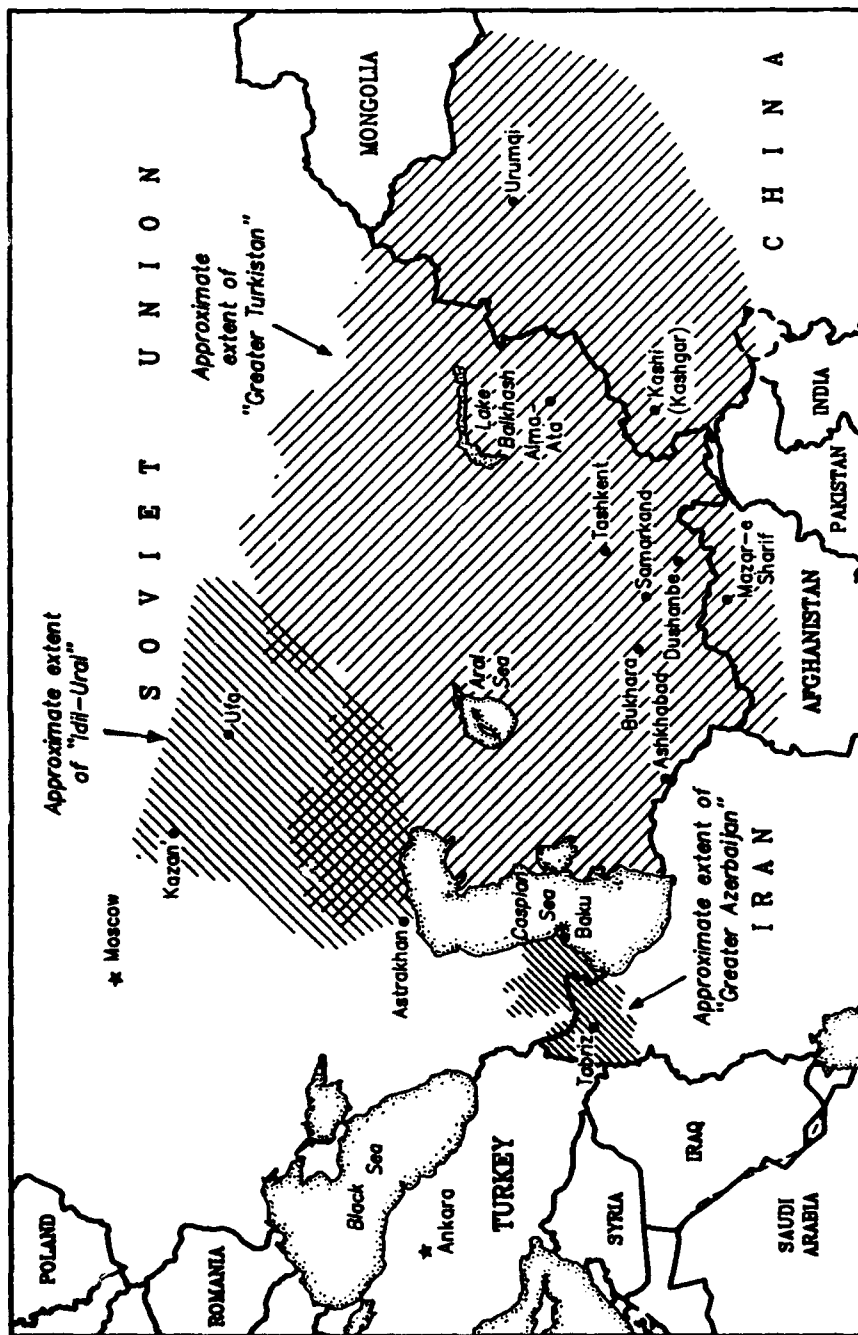 SOVIET UNION
Approximate extent
of "Idil-Ural"
Approximate
extent of
"Greater Turkistan"
Approximate extent of
"Greater Azerbaijan"
POLAND
ROMANIA
Black
Sea
Ankara
TURKEY
SYRIA
IRAQ
SAUDI
ARABIA
Moscow
Kazan'
Ufa
Astrakhan
Caspian
Sea
Baku
Tabriz
IRAN
Aral
Sea
Bukhara
Ashkhabad
Dushanbe
Samarkand
Tashkent
Lake
Balkhash
Alma-
Ata
Mazar-e
Sharif
AFGHANISTAN
PAKISTAN
INDIA
Kashi
(Kashgar)
Urumqi
MONGOLIA
CHINA